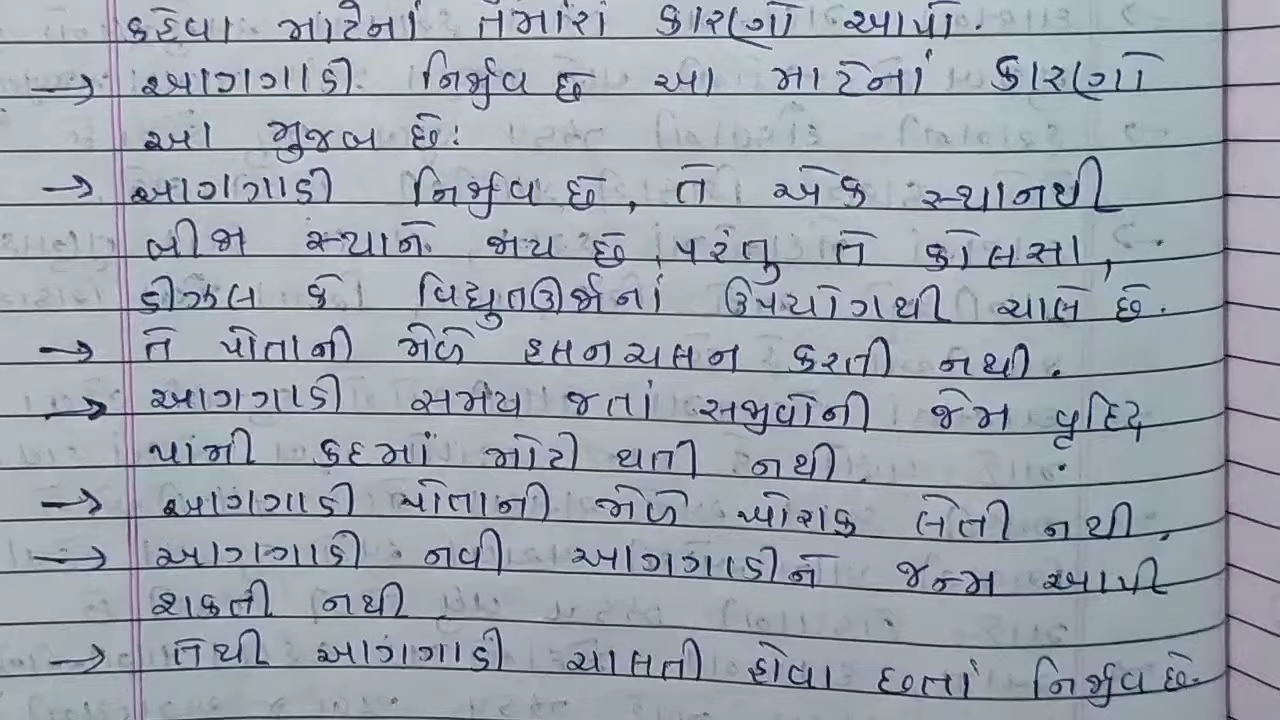 કહેવા માટેનાં તમારાં કારણો આપો.
→ આગગાડી નિર્જીવ છે આ માટેનાં કારણો
આ મુજબ છે:
→ આગગાડી નિર્જીવ છે, તે એક સ્થાનથી
બીજા સ્થાને જાય છે, પરંતુ તે કોલસા,
ડીઝલ કે વિદ્યુતઊર્જાનાં ઉપયોગથી ચાલે છે.
→ તે પોતાની મેળે હલનચલન કરતી નથી.
→ આગગાડી સમય જતાં સજીવોની જેમ વૃદ્ધિ
પામી કદમાં મોટી થતી નથી.
→ આગગાડી પોતાની મેળે ખોરાક લેતી નથી.
→ આગગાડી નવી આગગાડીને જન્મ આપી
શકતી નથી.
→ તેથી આગગાડી ચાલતી હોવા છતાં નિર્જીવ છે.